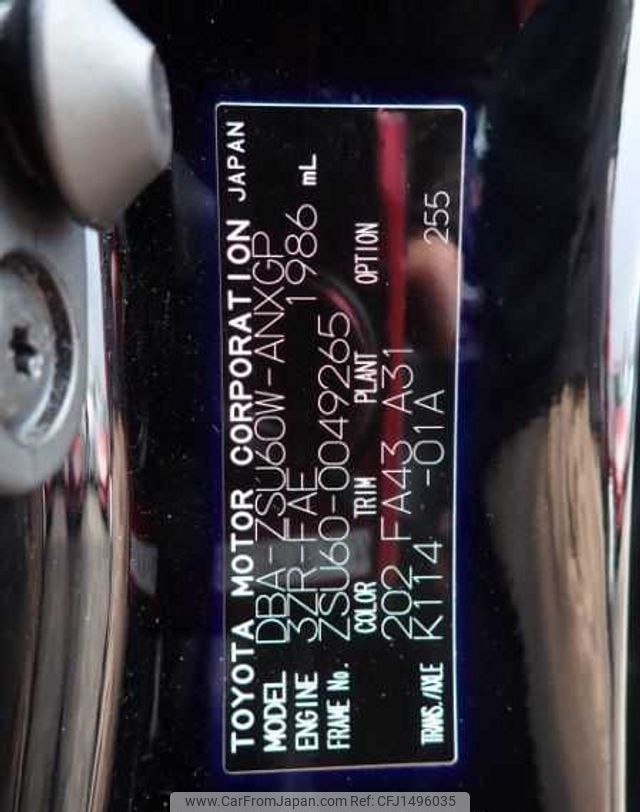 TOYOTA MOTOR CORPORATION JAPAN
MODEL DBA-ZSU60W-ANXGP
ENGINE 3ZR-FAE 1986 mL
FRAME No. ZSU60-0049265
COLOR TRIM PLANT OPTION
202 FA43 A31
TRANS./AXLE K114 -01A 255
www.CarFromJapan.com Ref: CFJ1496035